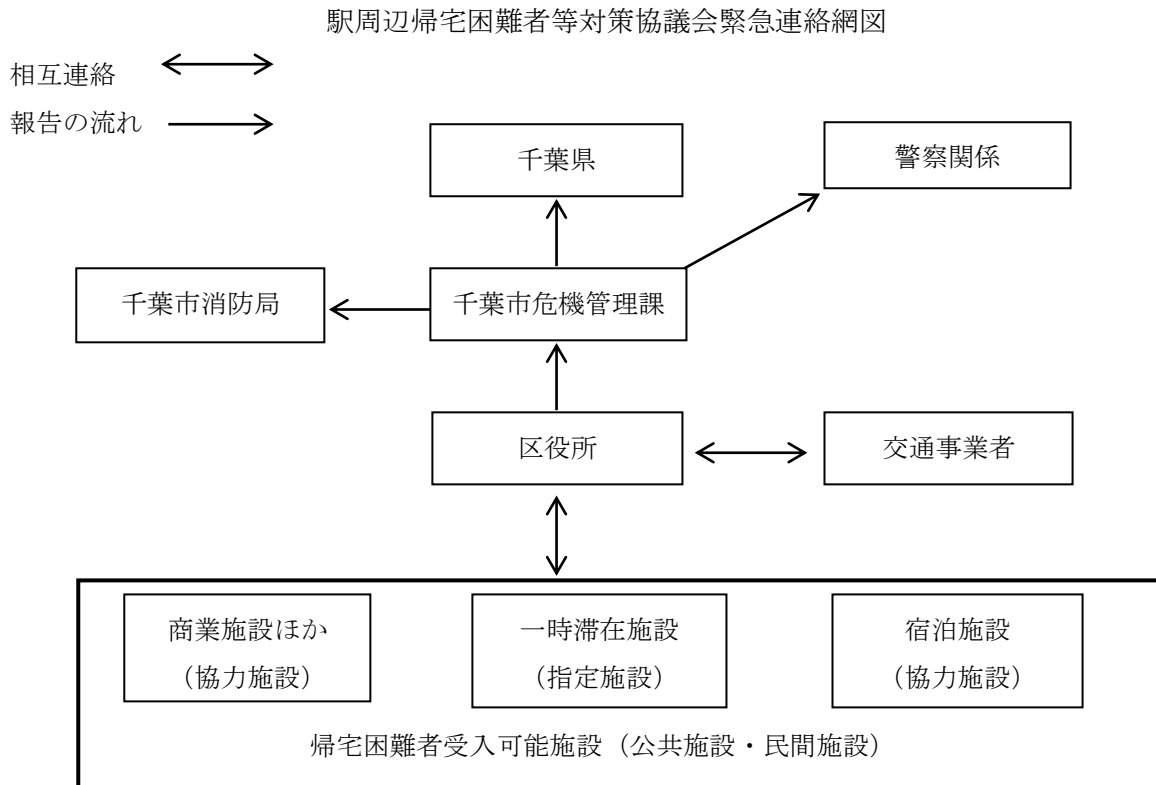 駅周辺帰宅困難者等対策協議会緊急連絡網図
相互連絡
報告の流れ
千葉県
警察関係
千葉市消防局
千葉市危機管理課
区役所
交通事業者
商業施設ほか
(協力施設)
一時滞在施設
(指定施設)
宿泊施設
(協力施設)
帰宅困難者受入可能施設(公共施設・民間施設)